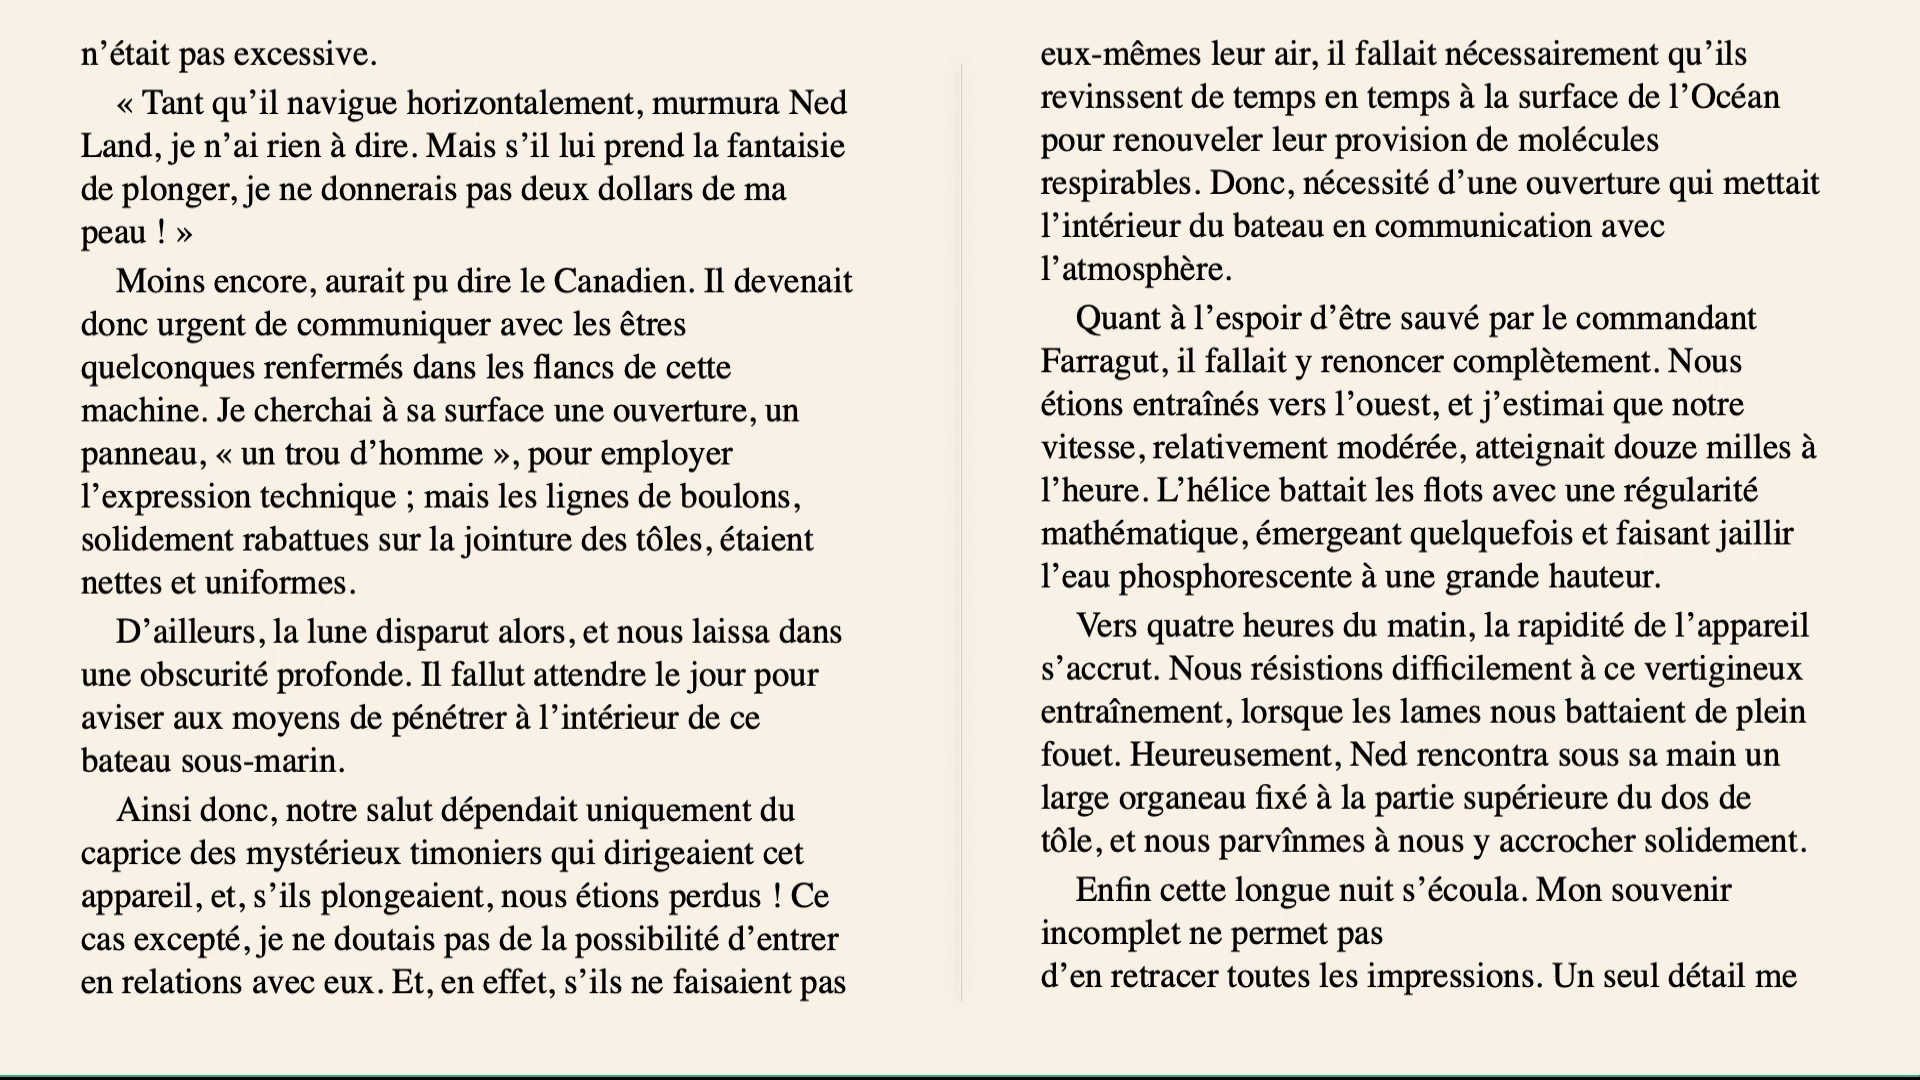 n’était pas excessive.
« Tant qu’il navigue horizontalement, murmura Ned
Land, je n’ai rien à dire. Mais s’il lui prend la fantaisie
de plonger, je ne donnerais pas deux dollars de ma
peau ! »
Moins encore, aurait pu dire le Canadien. Il devenait
donc urgent de communiquer avec les êtres
quelconques renfermés dans les flancs de cette
machine. Je cherchai à sa surface une ouverture, un
panneau, « un trou d’homme », pour employer
l’expression technique ; mais les lignes de boulons,
solidement rabattues sur la jointure des tôles, étaient
nettes et uniformes.
D’ailleurs, la lune disparut alors, et nous laissa dans
une obscurité profonde. Il fallut attendre le jour pour
aviser aux moyens de pénétrer à l’intérieur de ce
bateau sous-marin.
Ainsi donc, notre salut dépendait uniquement du
caprice des mystérieux timoniers qui dirigeaient cet
appareil, et, s’ils plongeaient, nous étions perdus ! Ce
cas excepté, je ne doutais pas de la possibilité d’entrer
en relations avec eux. Et, en effet, s’ils ne faisaient pas
eux-mêmes leur air, il fallait nécessairement qu’ils
revinssent de temps en temps à la surface de l’Océan
pour renouveler leur provision de molécules
respirables. Donc, nécessité d’une ouverture qui mettait
l’intérieur du bateau en communication avec
l’atmosphère.
Quant à l’espoir d’être sauvé par le commandant
Farragut, il fallait y renoncer complètement. Nous
étions entraînés vers l’ouest, et j’estimai que notre
vitesse, relativement modérée, atteignait douze milles à
l’heure. L’hélice battait les flots avec une régularité
mathématique, émergeant quelquefois et faisant jaillir
l’eau phosphorescente à une grande hauteur.
Vers quatre heures du matin, la rapidité de l’appareil
s’accrut. Nous résistions difficilement à ce vertigineux
entraînement, lorsque les lames nous battaient de plein
fouet. Heureusement, Ned rencontra sous sa main un
large organeau fixé à la partie supérieure du dos de
tôle, et nous parvînmes à nous y accrocher solidement.
Enfin cette longue nuit s’écoula. Mon souvenir
incomplet ne permet pas
d’en retracer toutes les impressions. Un seul détail me